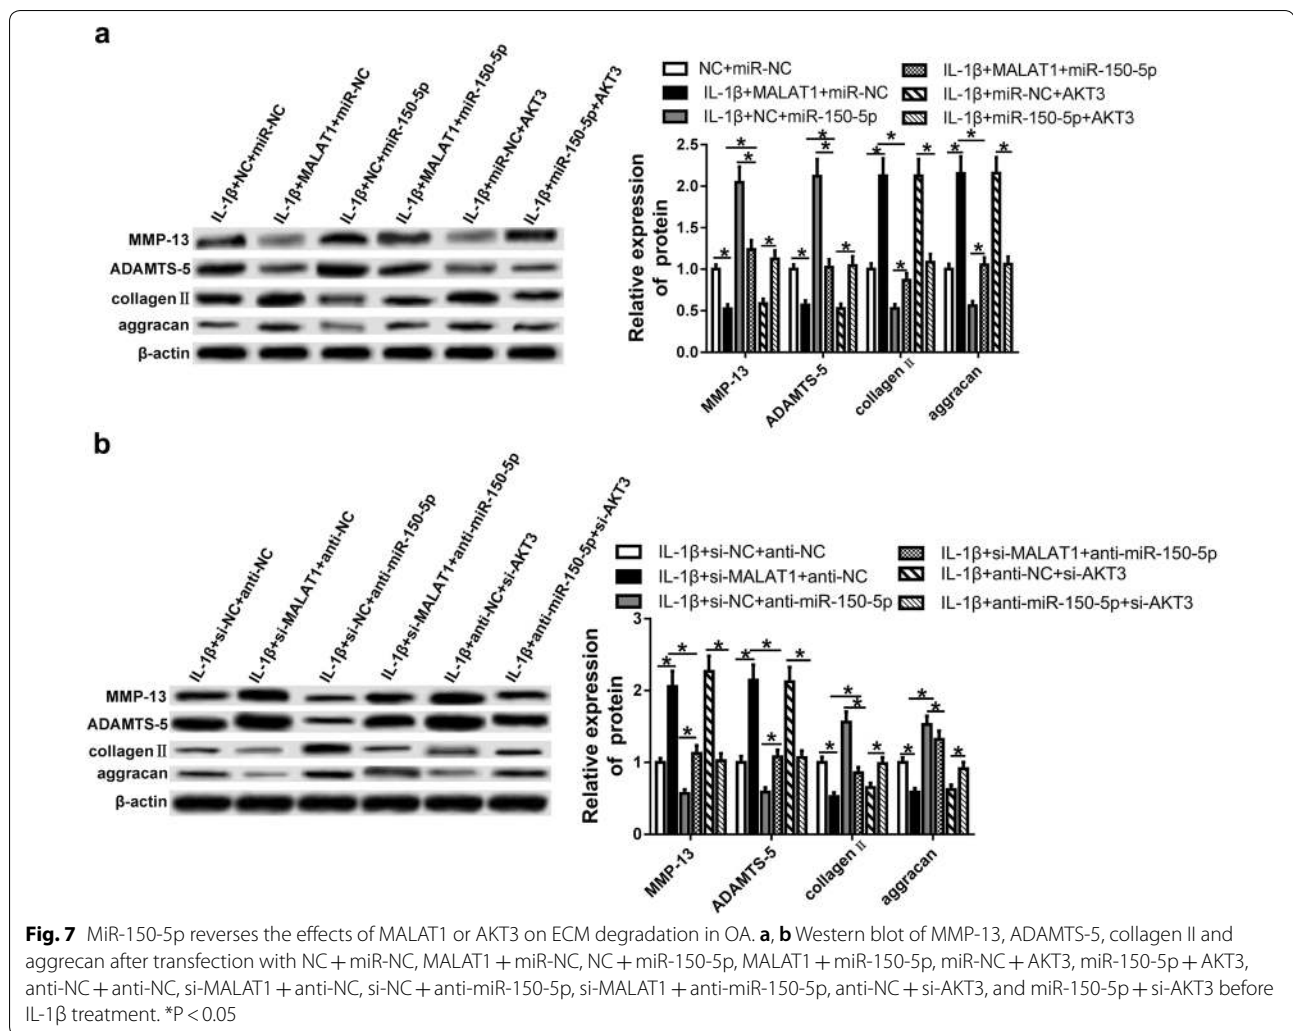 a
IL-1β+NC+miR-NC
IL-1β+MALAT1+miR-NC
IL-1β+NC+miR-150-5p
IL-1β+MALAT1+miR-150-5p
IL-1β+miR-NC+AKT3
IL-1β+miR-150-5p+AKT3
MMP-13
ADAMTS-5
collagen Ⅱ
aggracan
β-actin
NC+miR-NC
IL-1β+MALAT1+miR-NC
IL-1β+NC+miR-150-5p
IL-1β+MALAT1+miR-150-5p
IL-1β+miR-NC+AKT3
IL-1β+miR-150-5p+AKT3
Relative expression
of protein
2.5
2.0
1.5
1.0
0.5
0.0
* * * * * * * * * * * * * * * *
MMP-13
ADAMTS-5
collagen Ⅱ
aggracan
b
IL-1β+si-NC+anti-NC
IL-1β+si-MALAT1+anti-NC
IL-1β+si-NC+anti-miR-150-5p
IL-1β+si-MALAT1+anti-miR-150-5p
IL-1β+anti-NC+si-AKT3
IL-1β+anti-miR-150-5p+si-AKT3
MMP-13
ADAMTS-5
collagen Ⅱ
aggracan
β-actin
IL-1β+si-NC+anti-NC
IL-1β+si-MALAT1+anti-NC
IL-1β+si-NC+anti-miR-150-5p
IL-1β+si-MALAT1+anti-miR-150-5p
IL-1β+anti-NC+si-AKT3
IL-1β+anti-miR-150-5p+si-AKT3
Relative expression
of protein
3
2
1
0
* * * * * * * * * * * * * * * *
MMP-13
ADAMTS-5
collagen Ⅱ
aggracan
Fig. 7 MiR-150-5p reverses the effects of MALAT1 or AKT3 on ECM degradation in OA. a, b Western blot of MMP-13, ADAMTS-5, collagen II and
aggrecan after transfection with NC + miR-NC, MALAT1 + miR-NC, NC + miR-150-5p, MALAT1 + miR-150-5p, miR-NC + AKT3, miR-150-5p + AKT3,
anti-NC + anti-NC, si-MALAT1 + anti-NC, si-NC + anti-miR-150-5p, si-MALAT1 + anti-miR-150-5p, anti-NC + si-AKT3, and miR-150-5p + si-AKT3 before
IL-1β treatment. *P < 0.05